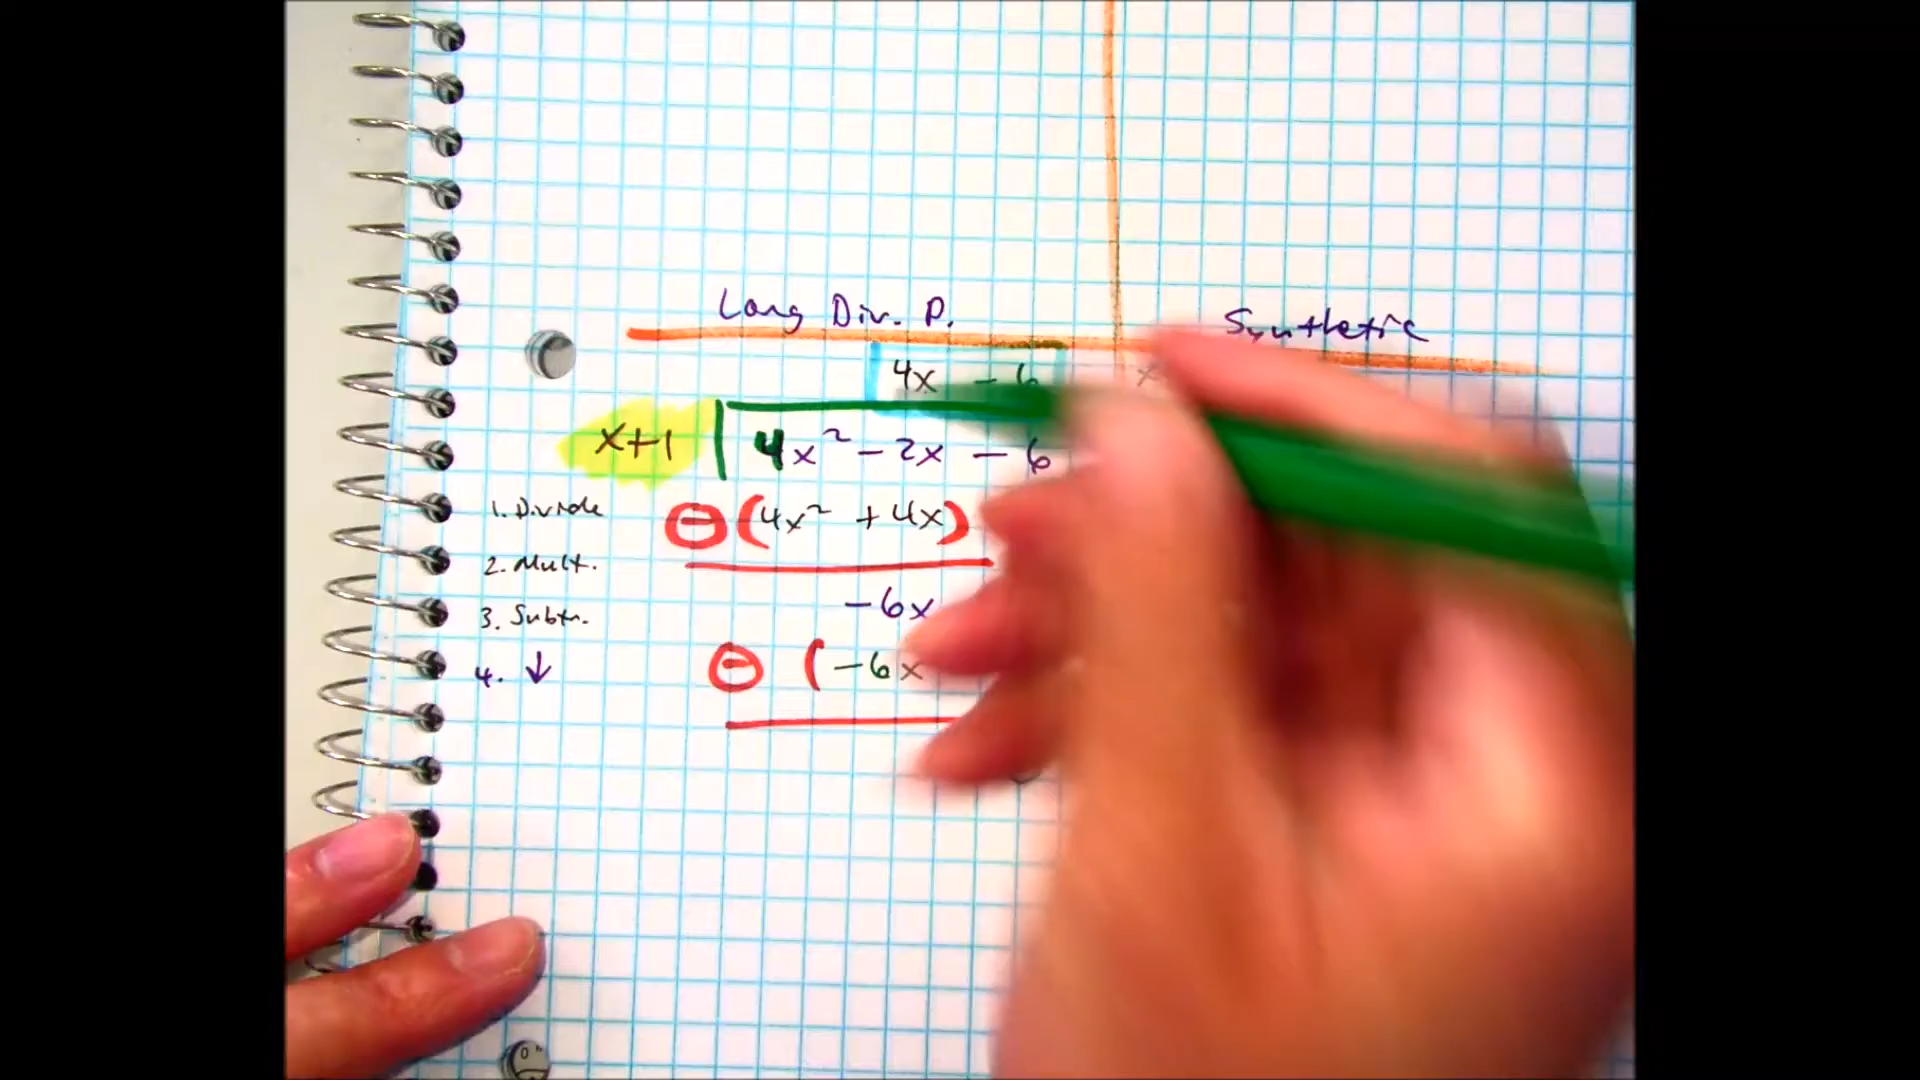 Long Div. P.
Synthetic
4x - 6
x
x+1 4x² - 2x - 6
1. Divide
⊖ (4x² + 4x)
2. Mult.
-6x
3. Subtr.
⊖ (-6x
4. ↓